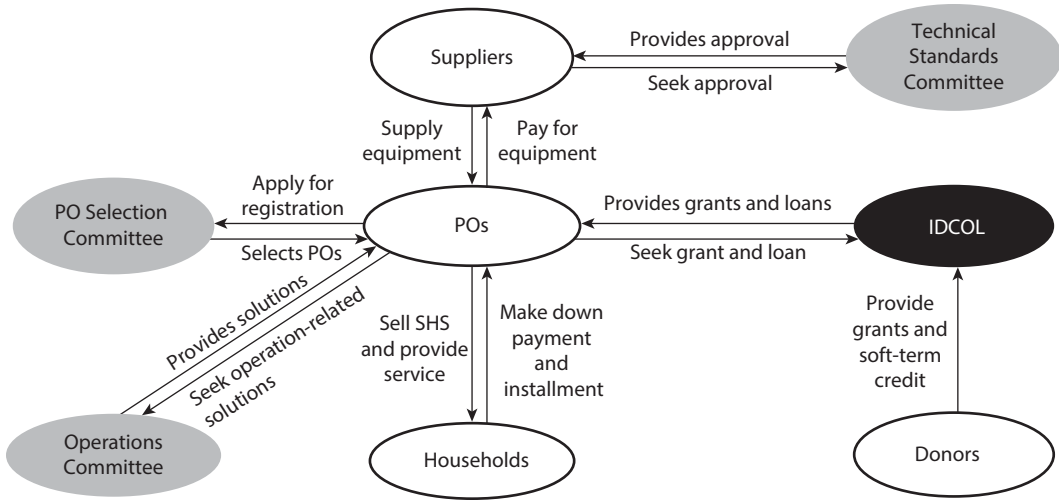 Suppliers
Provides approval
Seek approval
Technical
Standards
Committee
Supply
equipment
Pay for
equipment
PO Selection
Committee
Apply for
registration
Selects POs
POs
Provides grants and loans
Seek grant and loan
IDCOL
Provides solutions
Seek operation-related
solutions
Sell SHS
and provide
service
Make down
payment
and
installment
Provide
grants and
soft-term
credit
Operations
Committee
Households
Donors